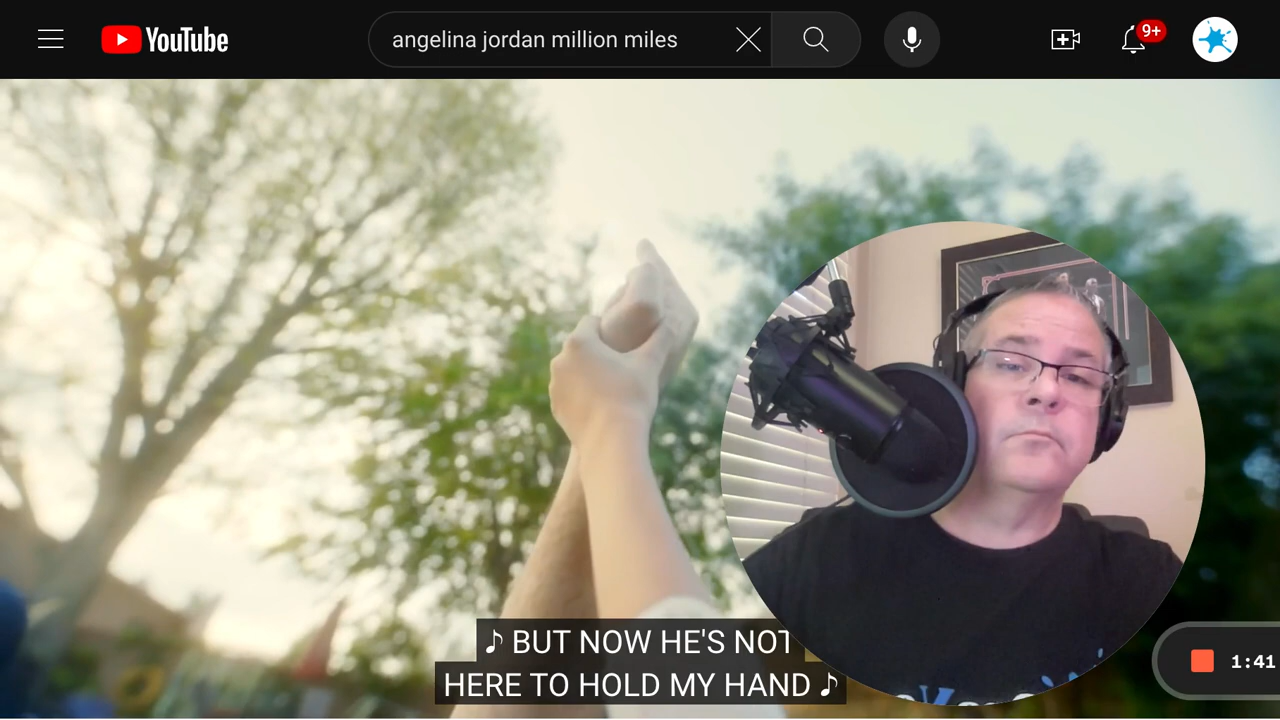 YouTube
angelina jordan million miles
9+
♪ BUT NOW HE'S NOT
HERE TO HOLD MY HAND ♪
1:41